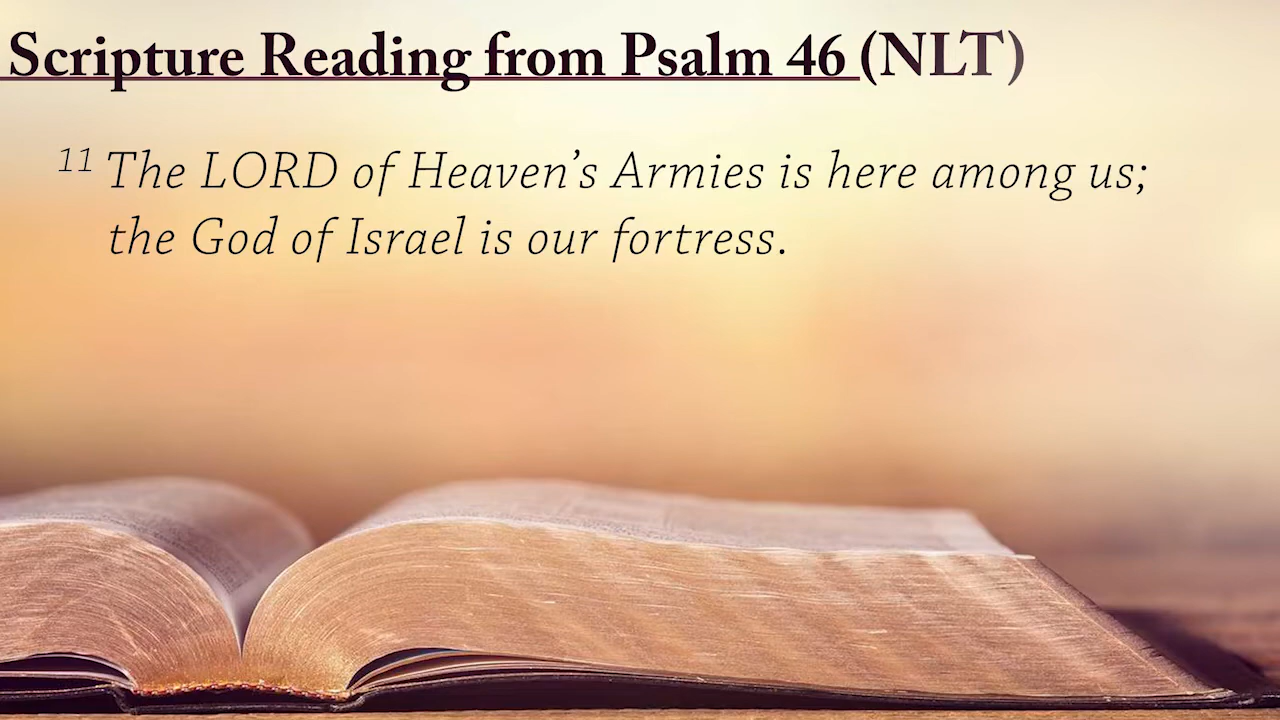 Scripture Reading from Psalm 46 (NLT)
11 The LORD of Heaven’s Armies is here among us;
the God of Israel is our fortress.